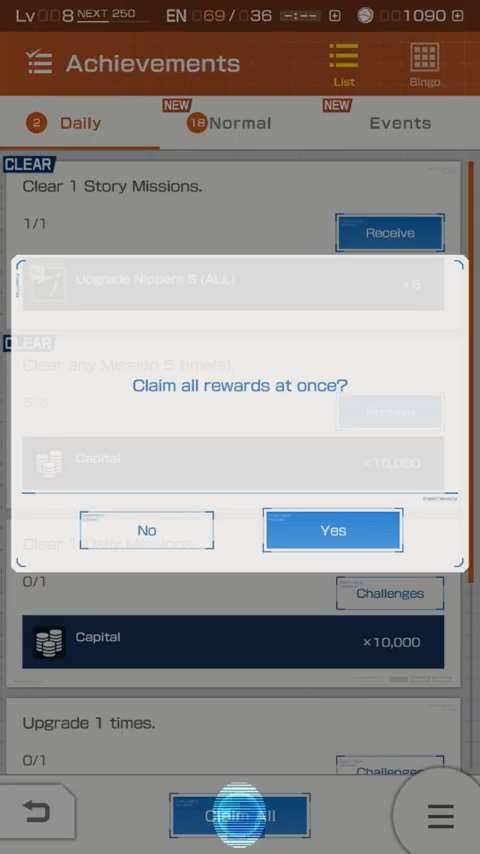 Lv 008 NEXT 250 EN 069/036 --:-- 001090
Achievements
List
Bingo
2 Daily
NEW
18 Normal
NEW
Events
CLEAR
Clear 1 Story Missions.
1/1
Receive
Upgrade Nippers S (ALL)
×5
CLEAR
Clear any Mission 5 time(s).
5/5
Receive
Claim all rewards at once?
Capital
×10,000
No
Yes
Clear 1 Daily Missions.
0/1
Challenges
Capital
×10,000
Upgrade 1 times.
0/1
Challenges
Claim All